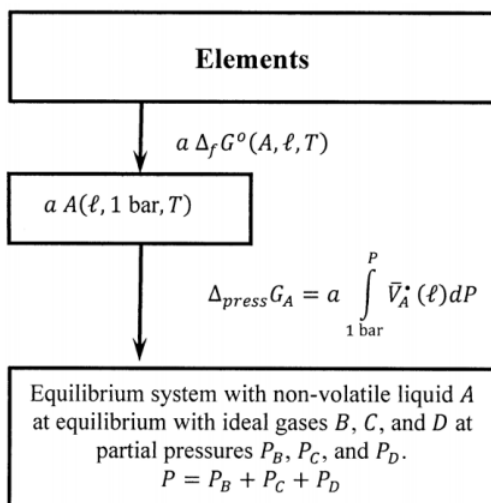 Elements
a Δ_f G°(A, ℓ, T)
a A(ℓ, 1 bar, T)
Δ_press G_A = a ∫_{1 bar}^{P} V̄_A^•(ℓ)dP
Equilibrium system with non-volatile liquid A
at equilibrium with ideal gases B, C, and D at
partial pressures P_B, P_C, and P_D.
P = P_B + P_C + P_D